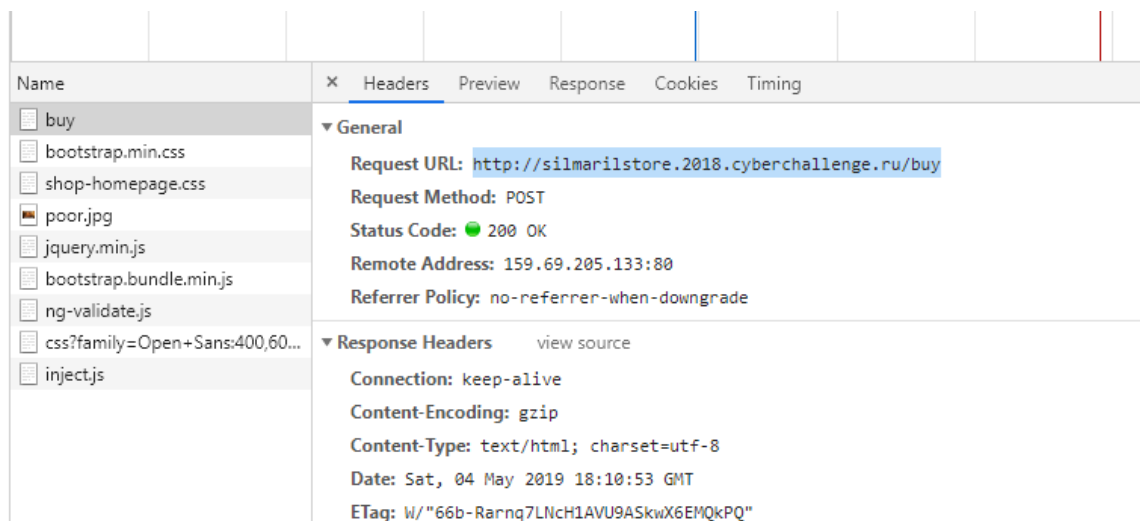 Name
buy
bootstrap.min.css
shop-homepage.css
poor.jpg
jquery.min.js
bootstrap.bundle.min.js
ng-validate.js
css?family=Open+Sans:400,60...
inject.js
× Headers Preview Response Cookies Timing
▼ General
Request URL: http://silmarilstore.2018.cyberchallenge.ru/buy
Request Method: POST
Status Code: 200 OK
Remote Address: 159.69.205.133:80
Referrer Policy: no-referrer-when-downgrade
▼ Response Headers view source
Connection: keep-alive
Content-Encoding: gzip
Content-Type: text/html; charset=utf-8
Date: Sat, 04 May 2019 18:10:53 GMT
ETag: W/"66b-Rarnq7LNcH1AVU9ASkwX6EMQkPQ"